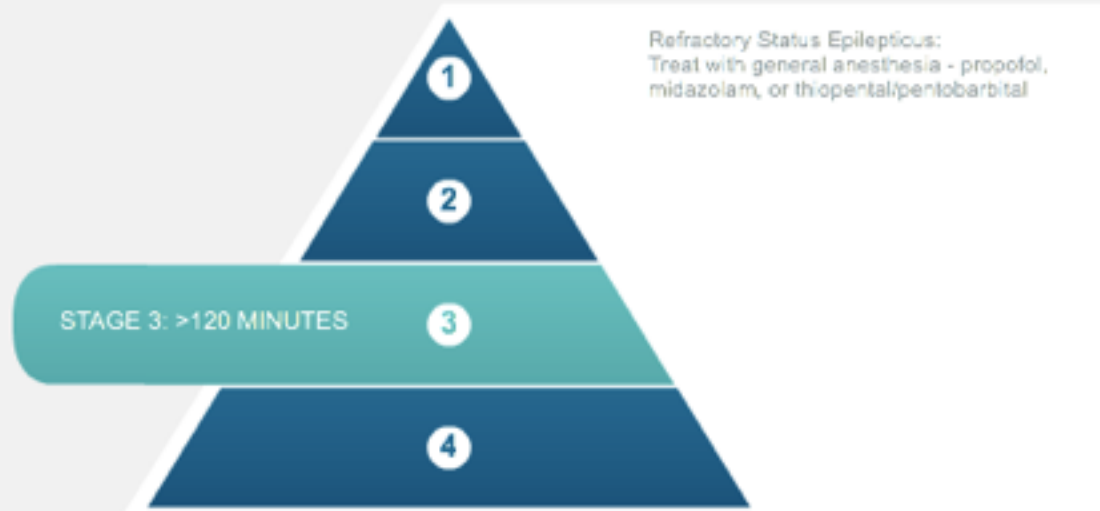 1
Refractory Status Epilepticus:
Treat with general anesthesia - propofol,
midazolam, or thiopental/pentobarbital
2
STAGE 3: >120 MINUTES
3
4